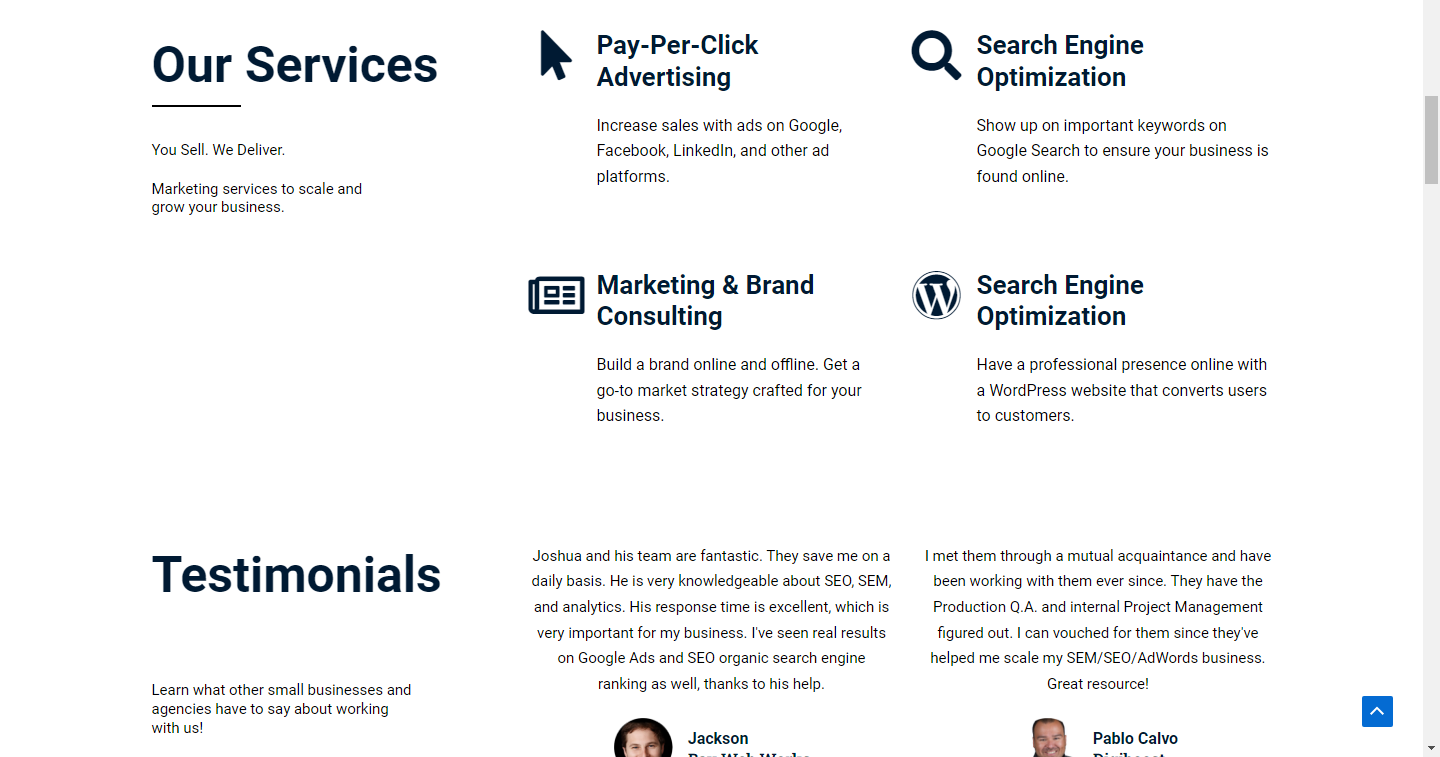 Our Services
You Sell. We Deliver.
Marketing services to scale and
grow your business.
Pay-Per-Click
Advertising
Increase sales with ads on Google,
Facebook, LinkedIn, and other ad
platforms.
Search Engine
Optimization
Show up on important keywords on
Google Search to ensure your business is
found online.
Marketing & Brand
Consulting
Build a brand online and offline. Get a
go-to market strategy crafted for your
business.
Search Engine
Optimization
Have a professional presence online with
a WordPress website that converts users
to customers.
Testimonials
Learn what other small businesses and
agencies have to say about working
with us!
Joshua and his team are fantastic. They save me on a
daily basis. He is very knowledgeable about SEO, SEM,
and analytics. His response time is excellent, which is
very important for my business. I've seen real results
on Google Ads and SEO organic search engine
ranking as well, thanks to his help.
Jackson
I met them through a mutual acquaintance and have
been working with them ever since. They have the
Production Q.A. and internal Project Management
figured out. I can vouched for them since they've
helped me scale my SEM/SEO/AdWords business.
Great resource!
Pablo Calvo